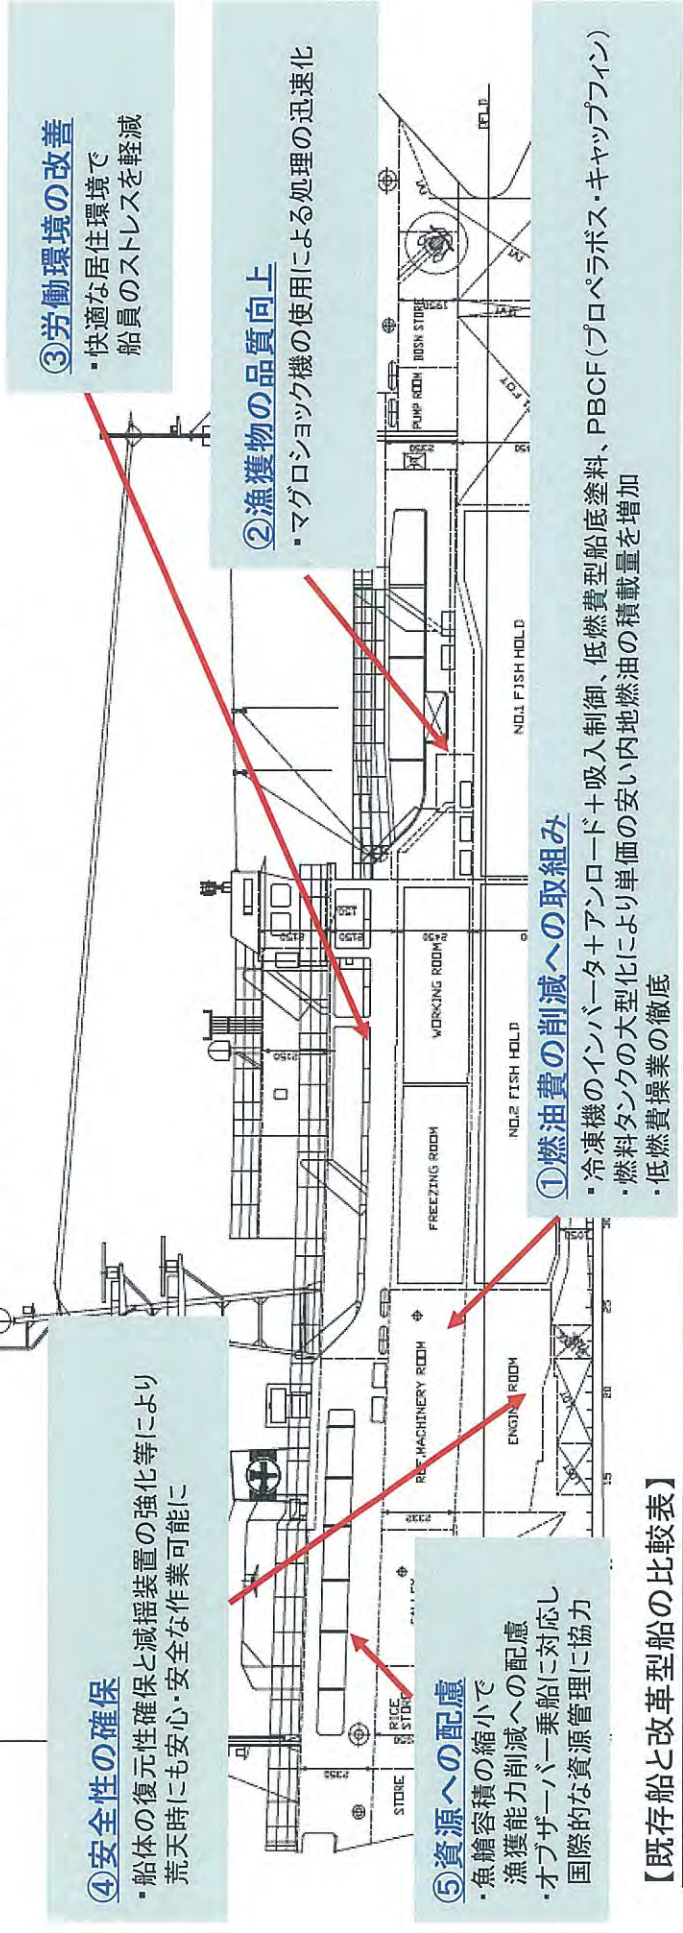 ④安全性の確保
・船体の復元性確保と減揺装置の強化等により
荒天時にも安心・安全な作業可能に
③労働環境の改善
・快適な居住環境で
船員のストレスを軽減
②漁獲物の品質向上
・マグロショック機の使用による処理の迅速化
⑤資源への配慮
・魚艙容積の縮小で
漁獲能力削減への配慮
・オブザーバー乗船に対応し
国際的な資源管理に協力
①燃油費の削減への取組み
・冷凍機のインバータ+アンロード+吸入制御、低燃費型船底塗料、PBCF(プロペラボス・キャップフィン)
・燃料タンクの大型化により単価の安い内地燃油の積載量を増加
・低燃費操業の徹底
STORE
RICE
STORE
REF.MACHINERY ROOM
ENGINE ROOM
FREEZING ROOM
WORKING ROOM
NO.2 FISH HOLD
NO.1 FISH HOLD
PUMP ROOM
BOSN STORE
2350
2332
2150
2150
2150
150
2430
2450
1950
1050
15
20
25
【既存船と改革型船の比較表】